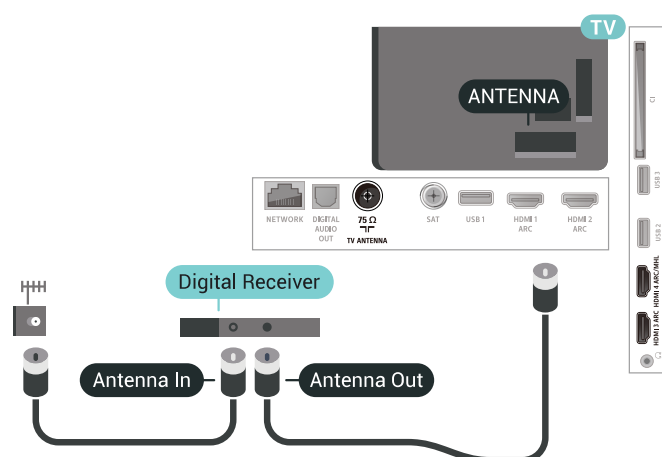 TV
ANTENNA
CI
USB 3
USB 2
HDMI 4 ARC/MHL
HDMI 3 ARC
NETWORK
DIGITAL
AUDIO
OUT
75 Ω
TV ANTENNA
SAT
USB 1
HDMI 1
ARC
HDMI 2
ARC
Digital Receiver
Antenna In
Antenna Out